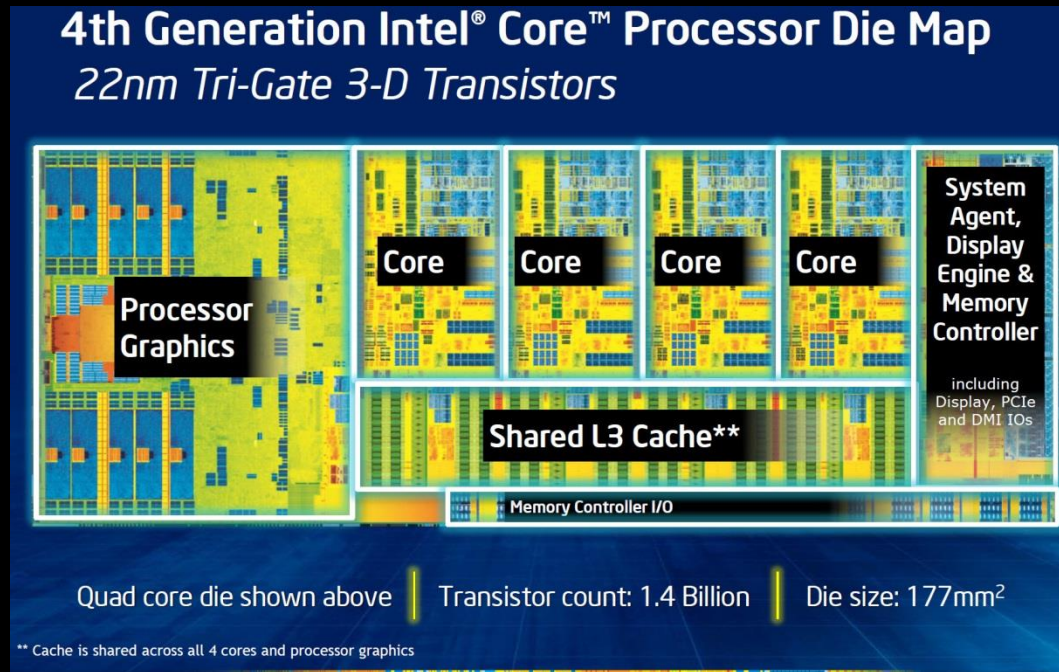 4th Generation Intel® Core™ Processor Die Map
22nm Tri-Gate 3-D Transistors
Processor
Graphics
Core
Core
Core
Core
System
Agent,
Display
Engine &
Memory
Controller
including
Display, PCIe
and DMI IOs
Shared L3 Cache**
Memory Controller I/O
Quad core die shown above
Transistor count: 1.4 Billion
Die size: 177mm²
** Cache is shared across all 4 cores and processor graphics